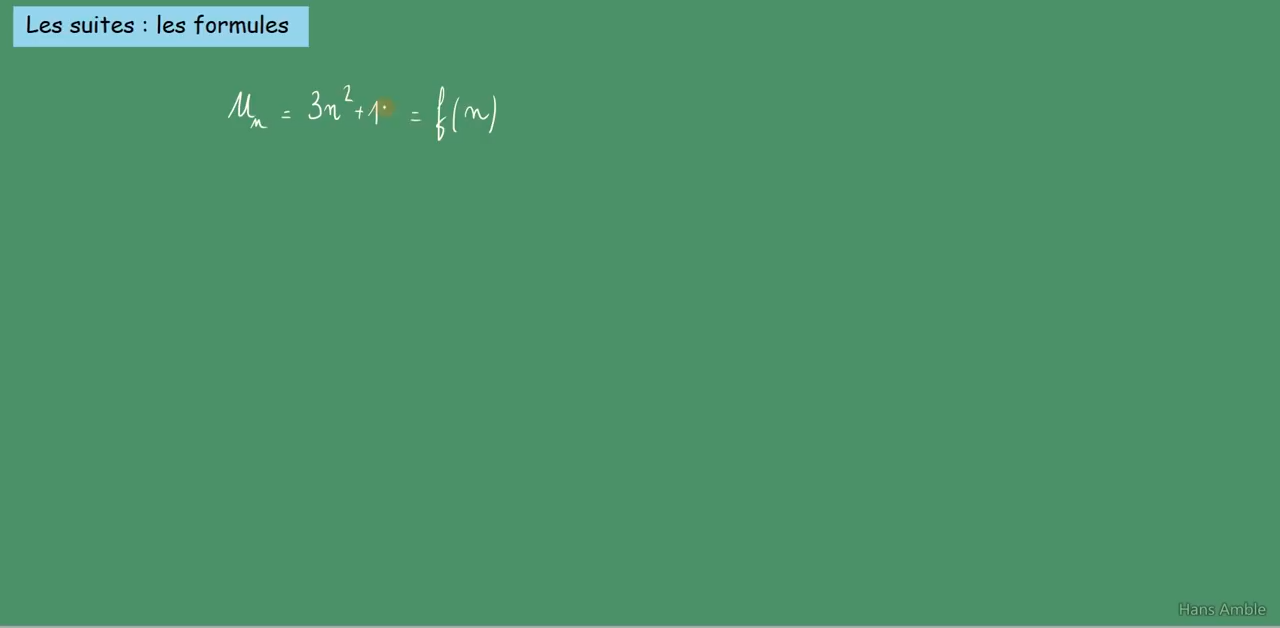 Les suites : les formules
Un = 3n² + 1 = f(n)
Hans Amble